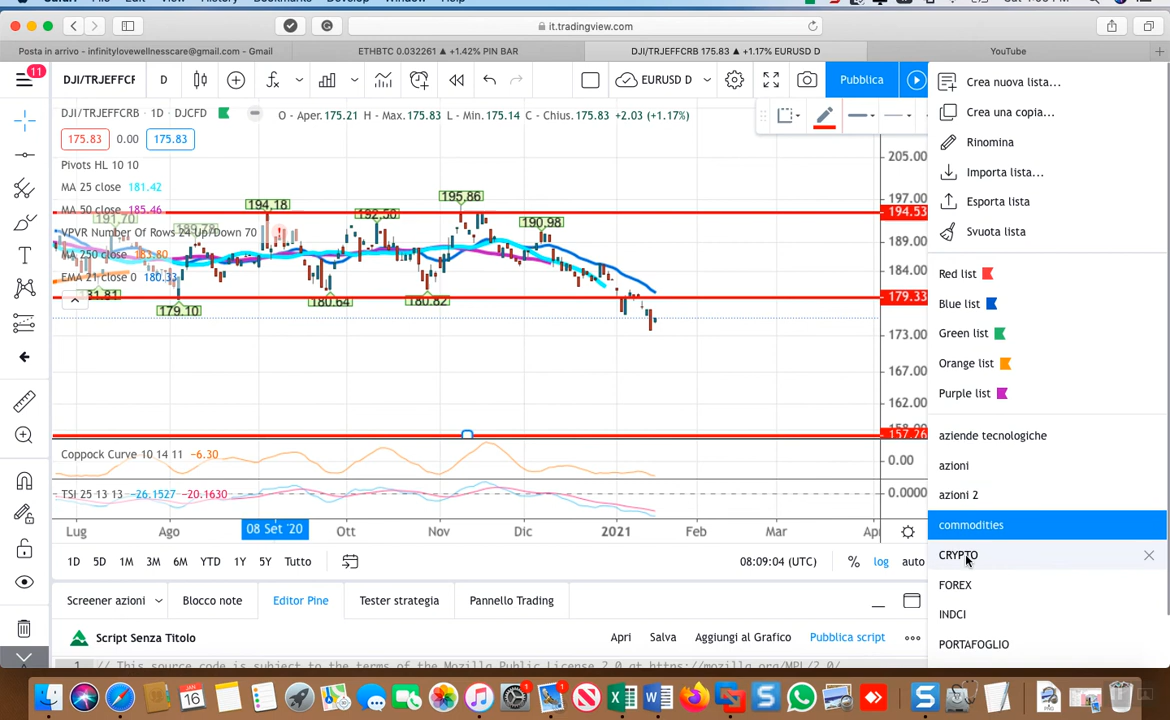 it.tradingview.com
Posta in arrivo - infinitylovewellnesscare@gmail.com - Gmail
ETHBTC 0.032261 ▲ +1.42% PIN BAR
DJI/TRJEFFCRB 175.83 ▲ +1.17% EURUSD D
YouTube
11
DJI/TRJEFFCF
D
EURUSD D
Pubblica
DJI/TRJEFFCRB · 1D · DJCFD
O - Aper. 175.21 H - Max. 175.83 L - Min. 175.14 C - Chius. 175.83 +2.03 (+1.17%)
175.83 0.00 175.83
Pivots HL 10 10
MA 25 close 181.42
MA 50 close 185.46
VPVR Number Of Rows 24 Up/Down 70
MA 250 close 183.80
EMA 21 close 0 180.33
191.70
194.18
192.50
195.86
190.98
179.10
180.64
180.82
205.00
197.00
194.53
189.00
184.00
179.33
173.00
167.00
162.00
157.76
Coppock Curve 10 14 11 −6.30
0.00
TSI 25 13 13 −26.1527 −20.1630
0.0000
Lug Ago 08 Set '20 Ott Nov Dic 2021 Feb Mar Ap
1D 5D 1M 3M 6M YTD 1Y 5Y Tutto
08:09:04 (UTC) % log auto
Screener azioni Blocco note Editor Pine Tester strategia Pannello Trading
Script Senza Titolo
Apri Salva Aggiungi al Grafico Pubblica script
1 // This source code is subject to the terms of the Mozilla Public License 2.0 at https://mozilla.org/MPL/2.0/
Crea nuova lista...
Crea una copia...
Rinomina
Importa lista...
Esporta lista
Svuota lista
Red list
Blue list
Green list
Orange list
Purple list
aziende tecnologiche
azioni
azioni 2
commodities
CRYPTO
FOREX
INDCI
PORTAFOGLIO
JAN
16
1
1